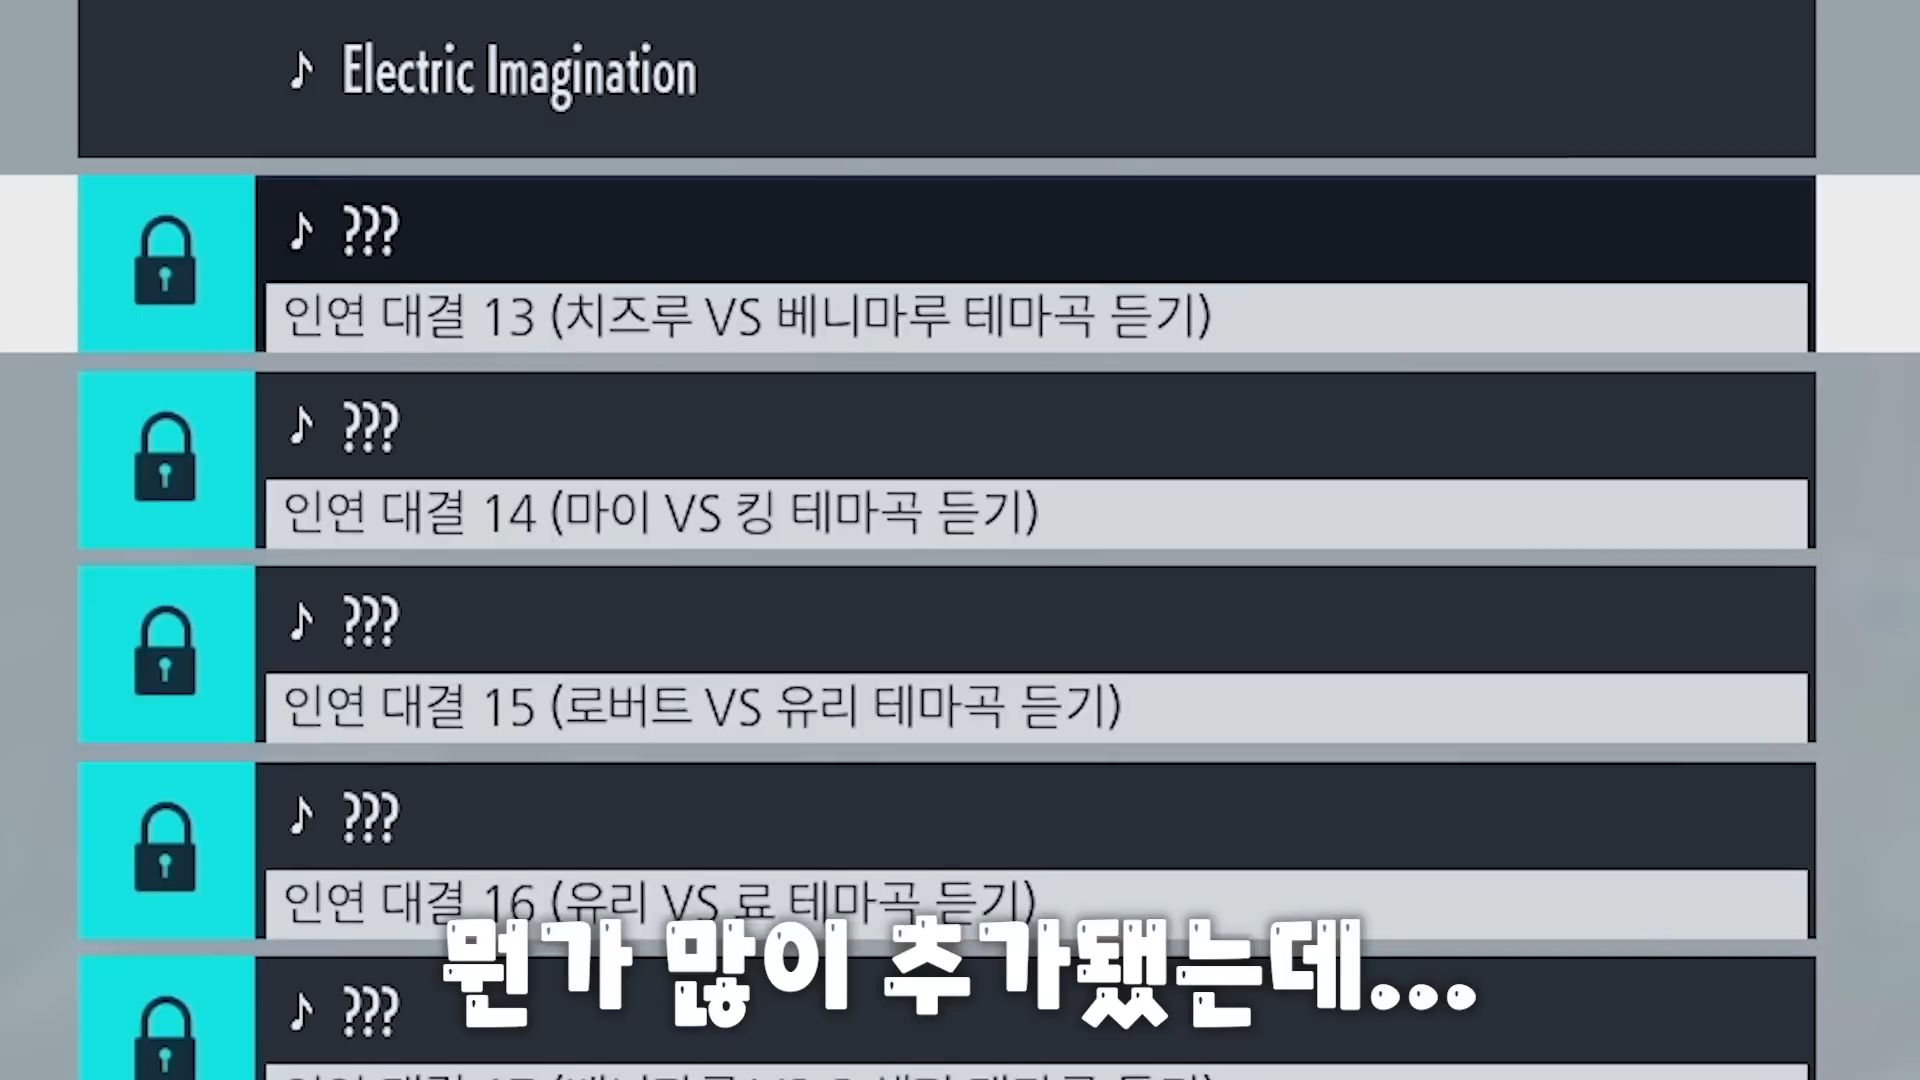 ♪ Electric Imagination
♪ ???
인연 대결 13 (치즈루 VS 베니마루 테마곡 듣기)
♪ ???
인연 대결 14 (마이 VS 킹 테마곡 듣기)
♪ ???
인연 대결 15 (로버트 VS 유리 테마곡 듣기)
♪ ???
인연 대결 16 (유리 VS 료 테마곡 듣기)
뭔가 많이 추가됐는데...
♪ ???